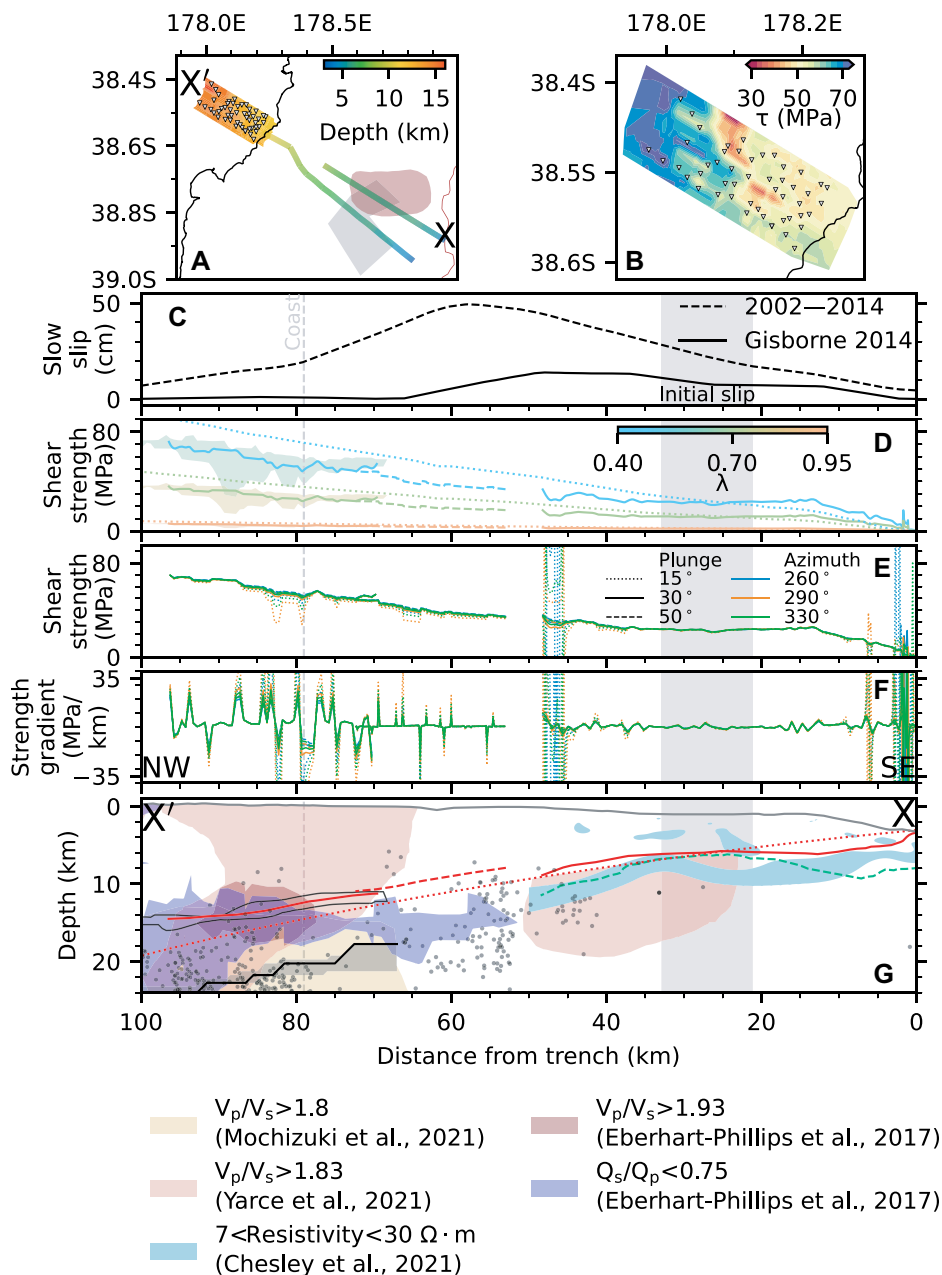 178.0E 178.5E
178.0E 178.2E
38.4S
38.6S
38.8S
39.0S
X′
5 10 15
Depth (km)
X
A
38.4S
38.5S
38.6S
30 50 70
τ (MPa)
B
C
Slow slip (cm)
50
0
Coast
2002—2014
Gisborne 2014
Initial slip
D
Shear strength (MPa)
80
0
0.40 0.70 0.95
λ
E
Shear strength (MPa)
80
0
Plunge Azimuth
15° 260°
30° 290°
50° 330°
F
Strength gradient (MPa/km)
35
−35
NW SE
X′ X
G
Depth (km)
0
10
20
100 80 60 40 20 0
Distance from trench (km)
Vp/Vs>1.8
(Mochizuki et al., 2021)
Vp/Vs>1.83
(Yarce et al., 2021)
7<Resistivity<30 Ω · m
(Chesley et al., 2021)
Vp/Vs>1.93
(Eberhart-Phillips et al., 2017)
Qs/Qp<0.75
(Eberhart-Phillips et al., 2017)